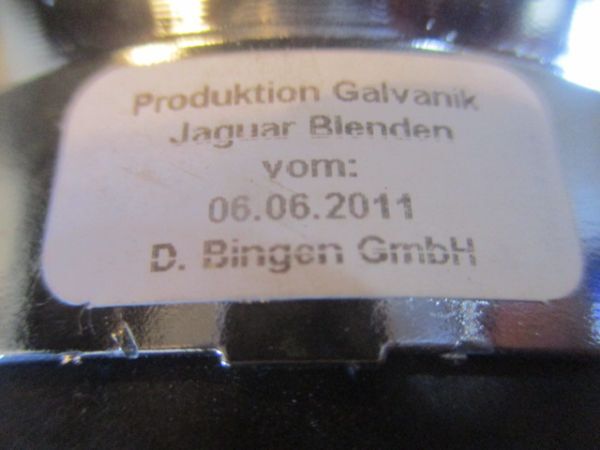 Produktion Galvanik
Jaguar Blenden
vom:
06.06.2011
D. Bingen GmbH